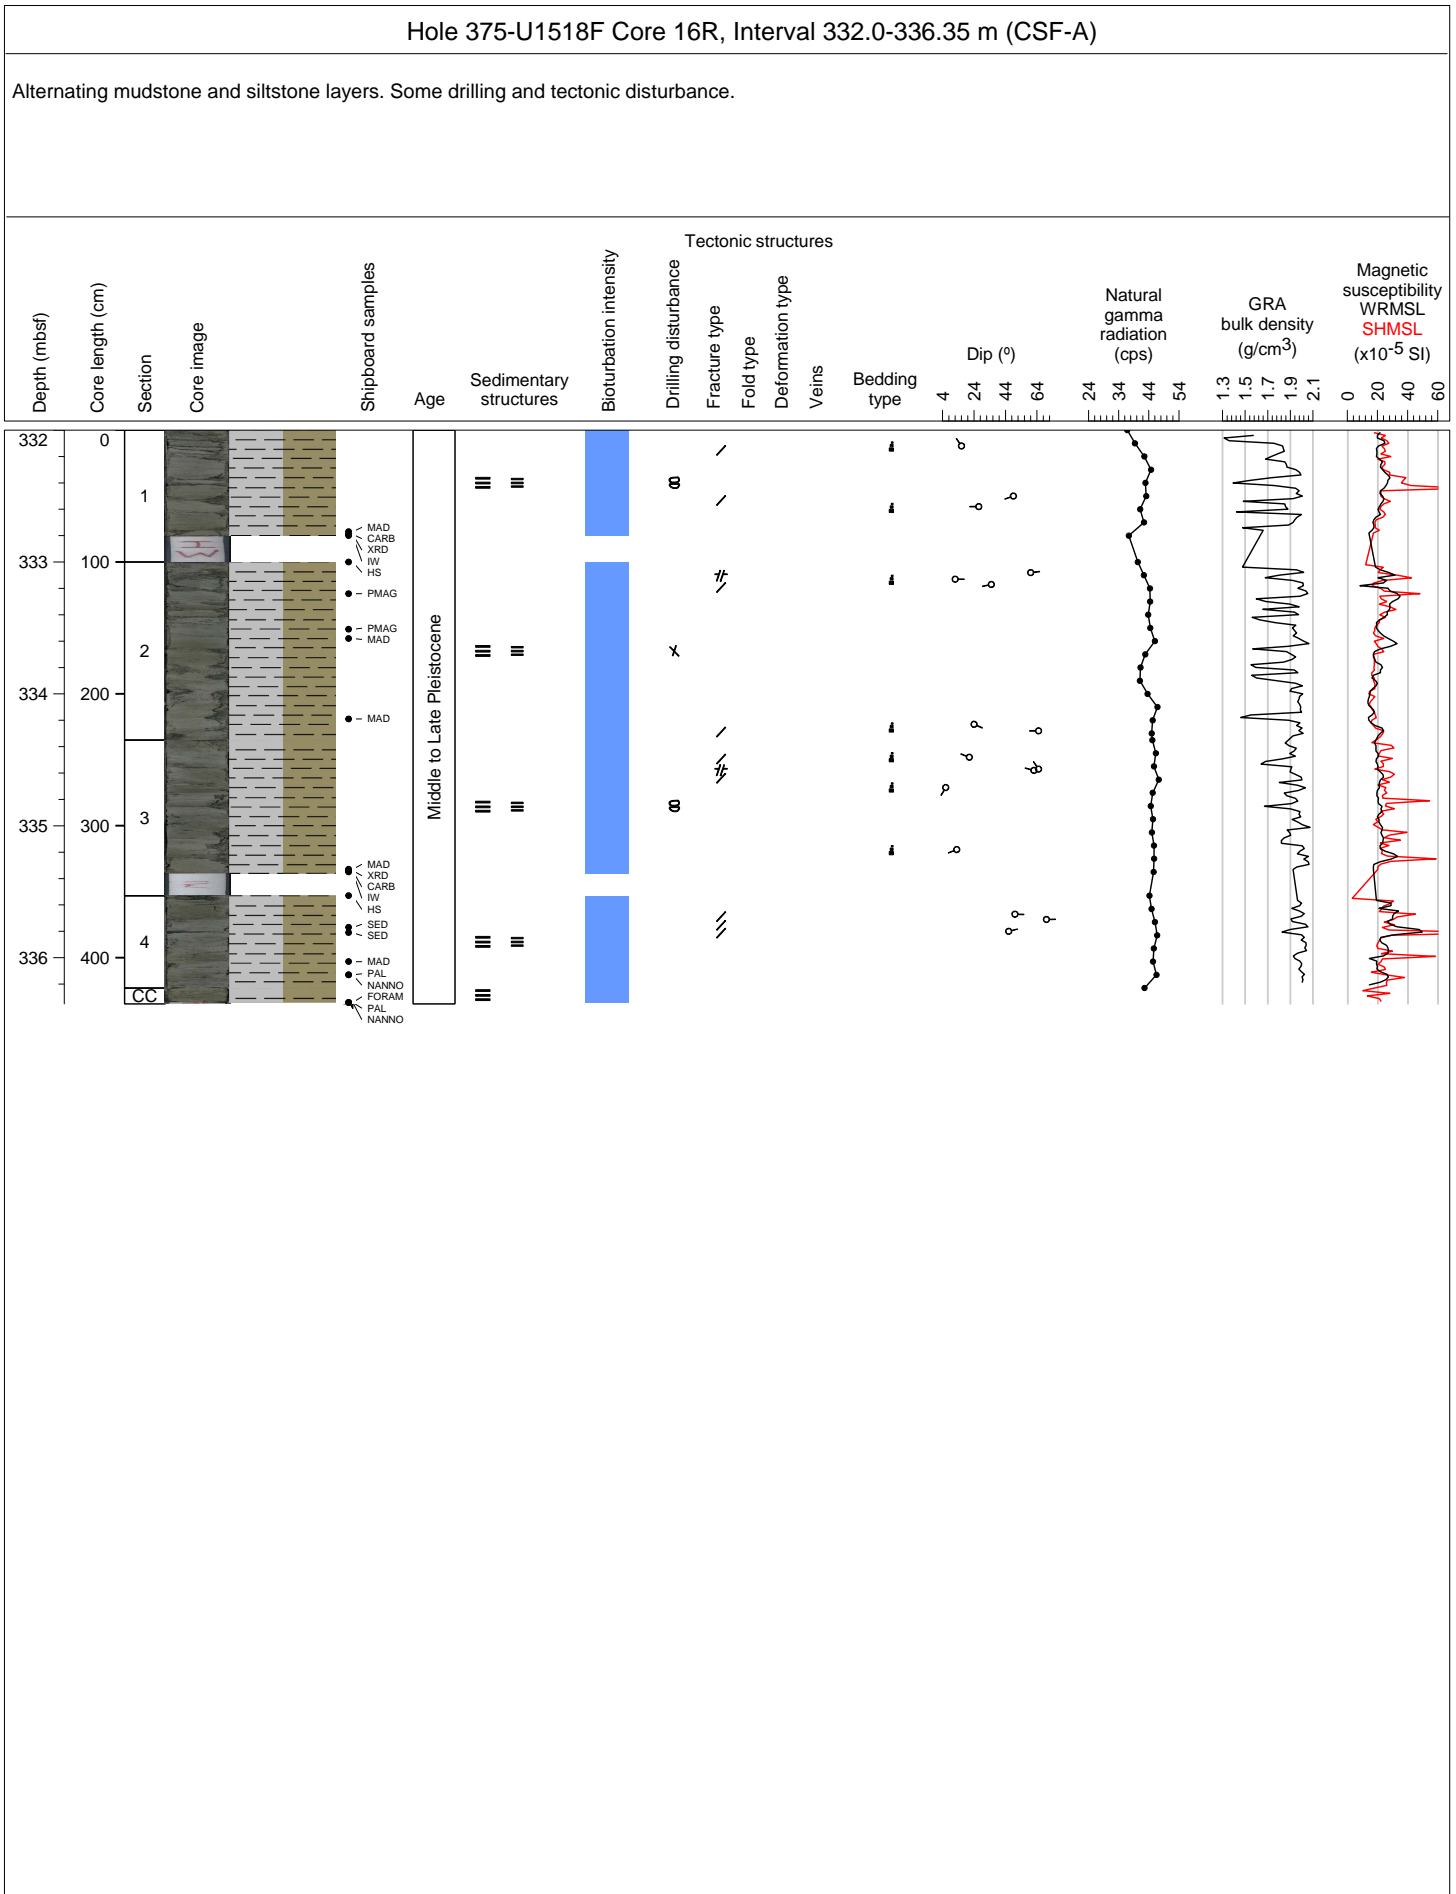 Hole 375-U1518F Core 16R, Interval 332.0-336.35 m (CSF-A)
Alternating mudstone and siltstone layers. Some drilling and tectonic disturbance.
Depth (mbsf)
Core length (cm)
Section
Core image
Shipboard samples
Age
Sedimentary
structures
Bioturbation intensity
Drilling disturbance
Tectonic structures
Fracture type
Fold type
Deformation type
Veins
Bedding
type
Dip (º)
4 24 44 64
Natural
gamma
radiation
(cps)
24 34 44 54
GRA
bulk density
(g/cm3)
1.3 1.5 1.7 1.9 2.1
Magnetic
susceptibility
WRMSL
SHMSL
(x10-5 SI)
0 20 40 60
332
333
334
335
336
0
100
200
300
400
1
2
3
4
CC
MAD
CARB
XRD
IW
HS
PMAG
PMAG
MAD
MAD
MAD
XRD
CARB
IW
HS
SED
SED
MAD
PAL
NANNO
FORAM
PAL
NANNO
Middle to Late Pleistocene